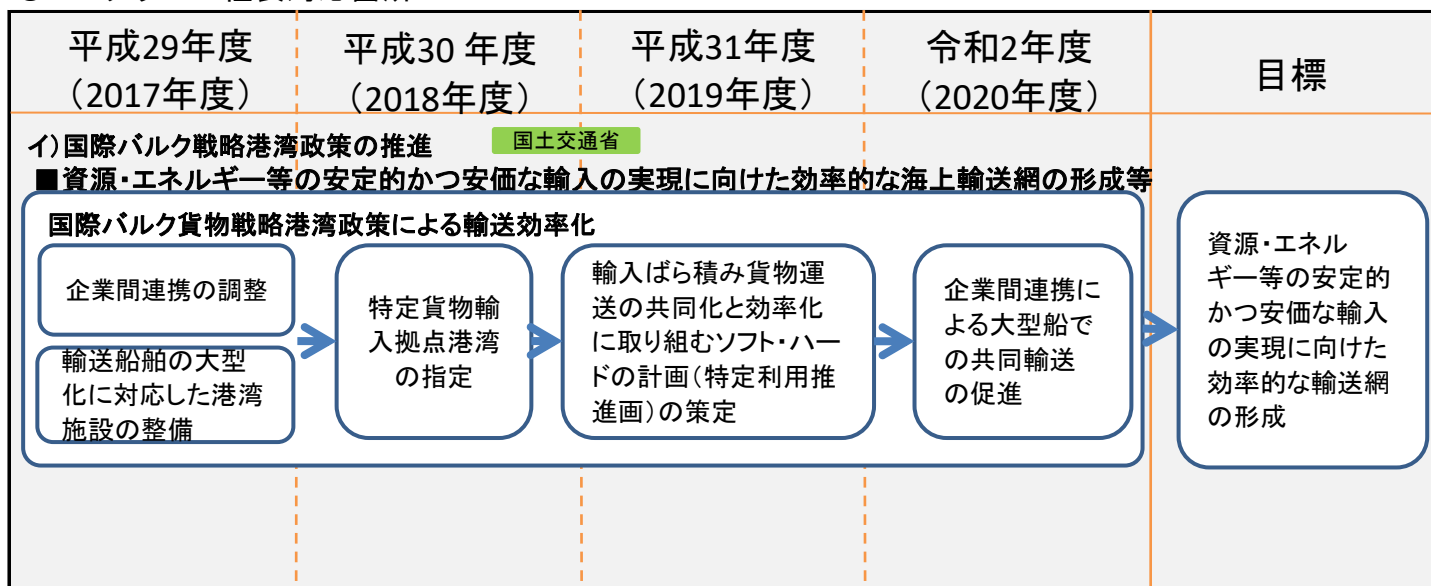 平成29年度
（2017年度）
平成30 年度
（2018年度）
平成31年度
（2019年度）
令和2年度
（2020年度）
目標
イ)国際バルク戦略港湾政策の推進
国土交通省
■資源・エネルギー等の安定的かつ安価な輸入の実現に向けた効率的な海上輸送網の形成等
国際バルク貨物戦略港湾政策による輸送効率化
企業間連携の調整
輸送船舶の大型
化に対応した港湾
施設の整備
特定貨物輸
入拠点港湾
の指定
輸入ばら積み貨物運
送の共同化と効率化
に取り組むソフト・ハー
ドの計画（特定利用推
進画）の策定
企業間連携に
よる大型船で
の共同輸送
の促進
資源・エネル
ギー等の安定的
かつ安価な輸入
の実現に向けた
効率的な輸送網
の形成